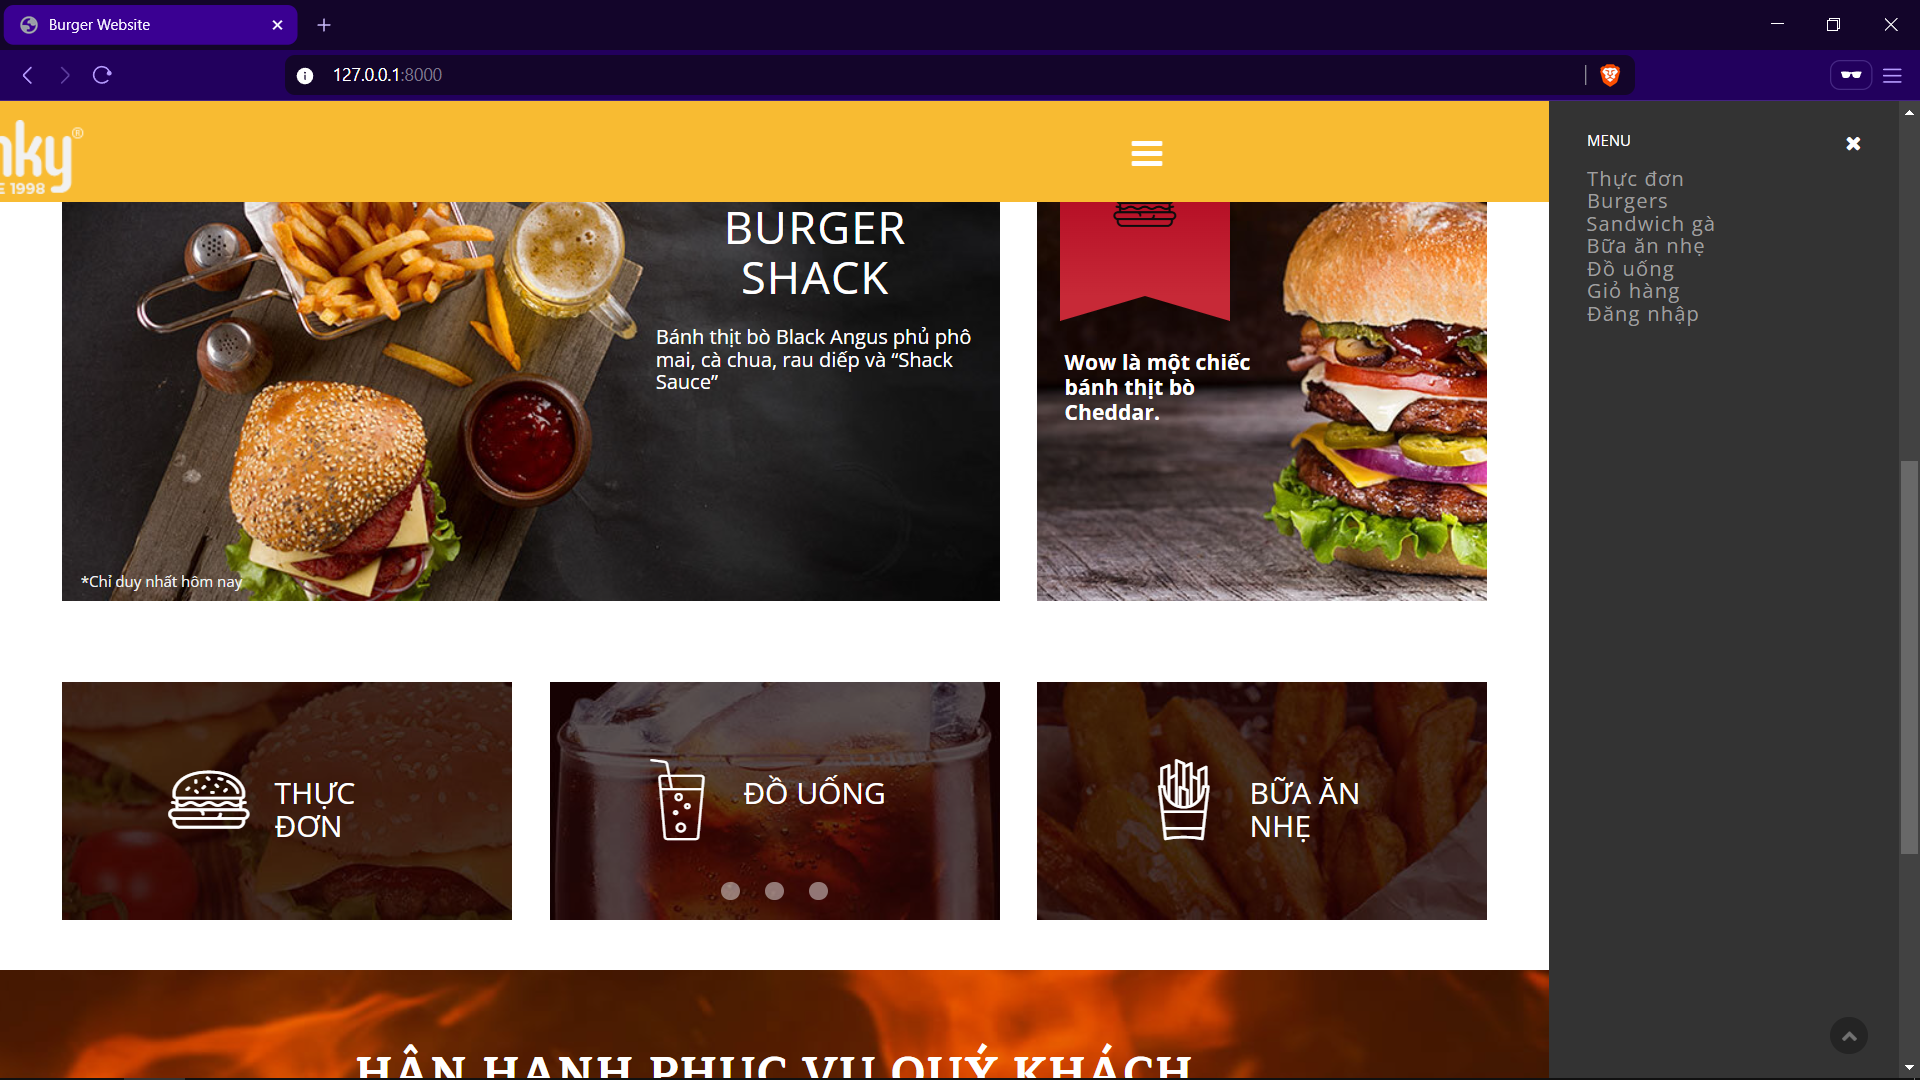 Burger Website
127.0.0.1:8000
nky®
E 1998
MENU
Thực đơn
Burgers
Sandwich gà
Bữa ăn nhẹ
Đồ uống
Giỏ hàng
Đăng nhập
BURGER
SHACK
Bánh thịt bò Black Angus phủ phô
mai, cà chua, rau diếp và “Shack
Sauce”
*Chỉ duy nhất hôm nay
Wow là một chiếc
bánh thịt bò
Cheddar.
THỰC
ĐƠN
ĐỒ UỐNG
BỮA ĂN
NHẸ
HÂN HẠNH PHỤC VỤ QUÝ KHÁCH